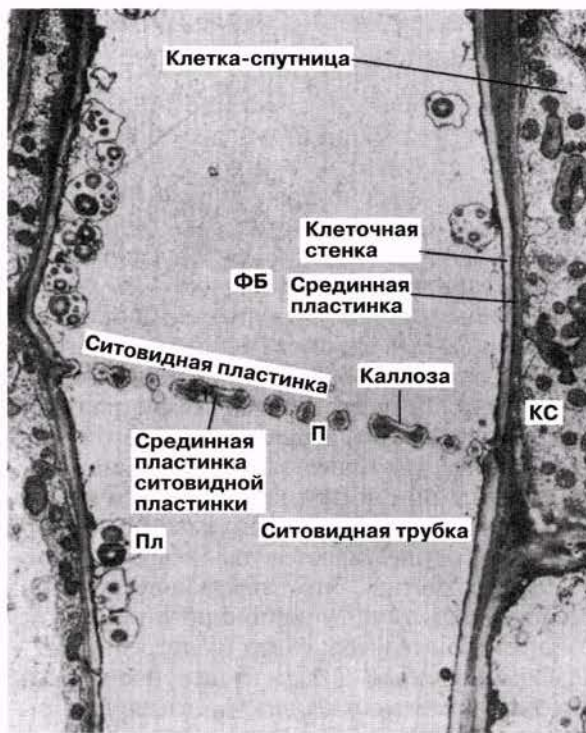 Клетка-спутница
Клеточная
стенка
ФБ
Срединная
пластинка
Ситовидная пластинка
Каллоза
КС
П
Срединная
пластинка
ситовидной
пластинки
Ситовидная трубка
Пл